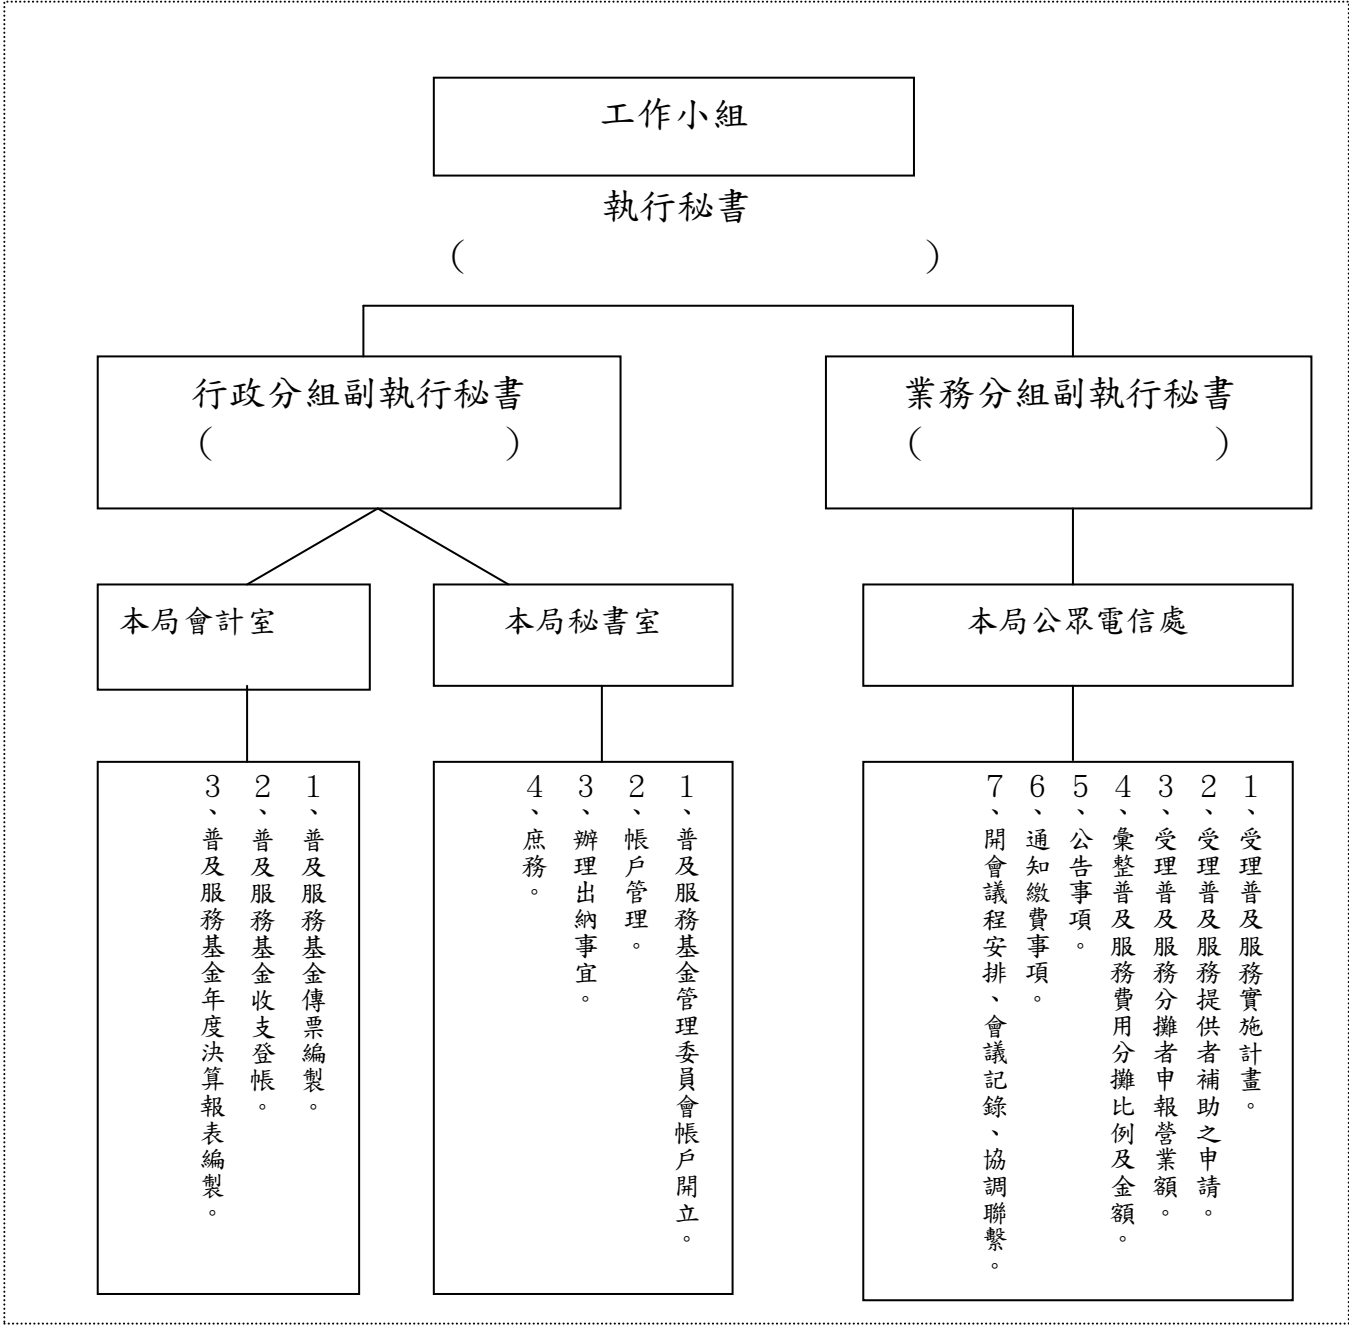 工作小組
執行秘書
(　　　　　　　　　　)
行政分組副執行秘書
(　　　　　　　)
業務分組副執行秘書
(　　　　　　　)
本局會計室
本局秘書室
本局公眾電信處
1、普及服務基金傳票編製。
2、普及服務基金收支登帳。
3、普及服務基金年度決算報表編製。
1、普及服務基金管理委員會帳戶開立。
2、帳戶管理。
3、辦理出納事宜。
4、庶務。
1、受理普及服務實施計畫。
2、受理普及服務提供者補助之申請。
3、受理普及服務分攤者申報營業額。
4、彙整普及服務費用分攤比例及金額。
5、公告事項。
6、通知繳費事項。
7、開會議程安排、會議記錄、協調聯繫。